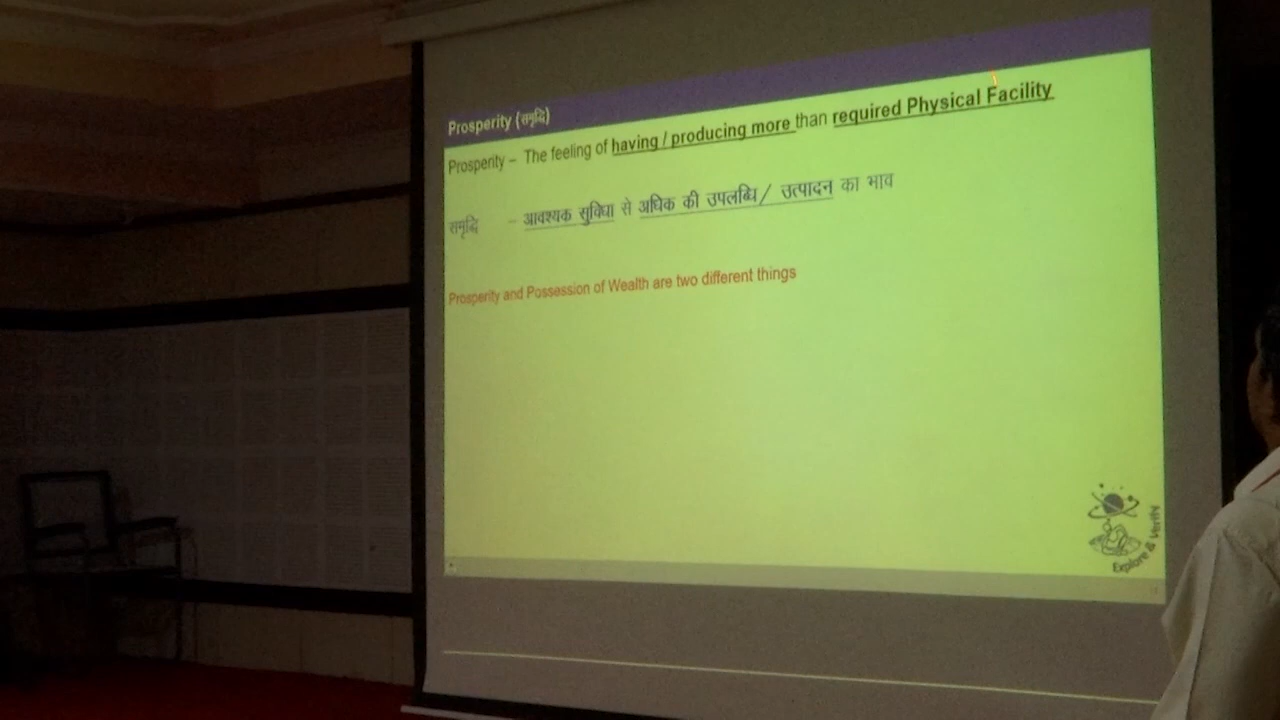 Prosperity (समृद्धि)
Prosperity – The feeling of having / producing more than required Physical Facility
समृद्धि – आवश्यक सुविधा से अधिक की उपलब्धि / उत्पादन का भाव
Prosperity and Possession of Wealth are two different things
Explore & Verify